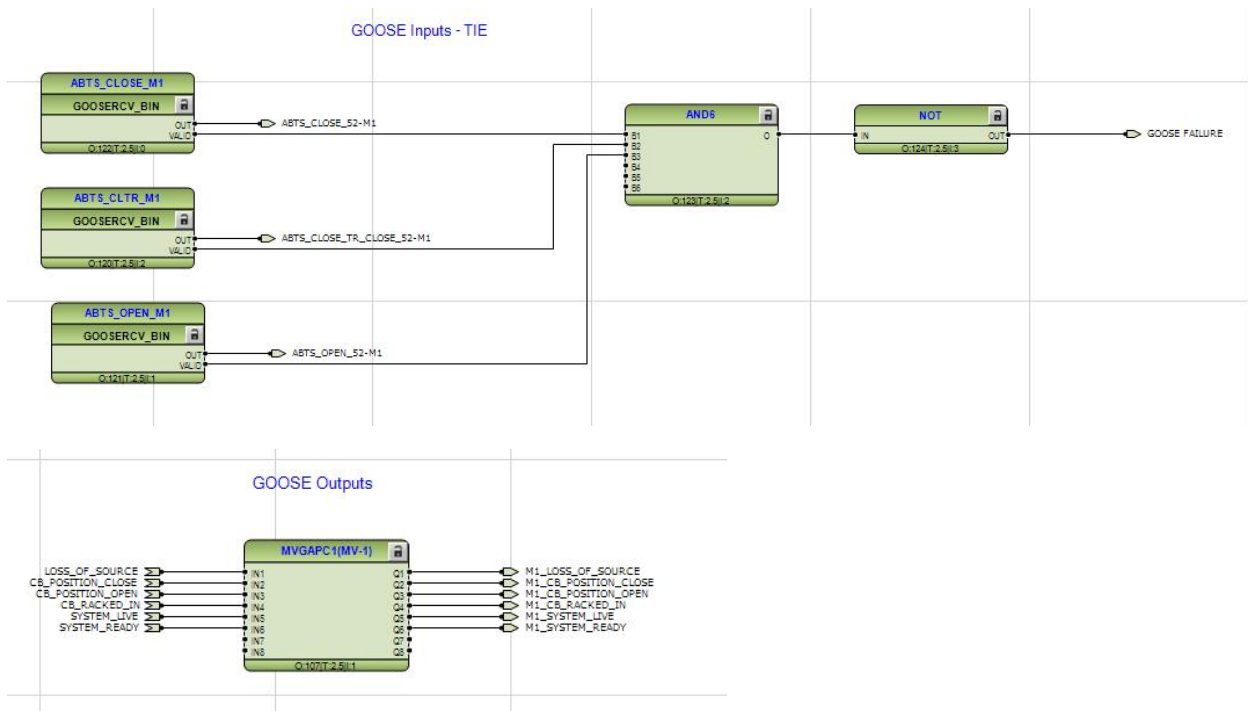 GOOSE Inputs - TIE
ABTS_CLOSE_M1
GOOSERCV_BIN
OUT
VALID
O:122|T:2.5|I:0
ABTS_CLOSE_52-M1
ABTS_CLTR_M1
GOOSERCV_BIN
OUT
VALID
O:120|T:2.5|I:2
ABTS_CLOSE_TR_CLOSE_52-M1
ABTS_OPEN_M1
GOOSERCV_BIN
OUT
VALID
O:121|T:2.5|I:1
ABTS_OPEN_52-M1
AND6
B1 O
B2
B3
B4
B5
B6
O:123|T:2.5|I:2
NOT
IN OUT
O:124|T:2.5|I:3
GOOSE FAILURE
GOOSE Outputs
MVGAPC1(MV-1)
LOSS_OF_SOURCE IN1 Q1 M1_LOSS_OF_SOURCE
CB_POSITION_CLOSE IN2 Q2 M1_CB_POSITION_CLOSE
CB_POSITION_OPEN IN3 Q3 M1_CB_POSITION_OPEN
CB_RACKED_IN IN4 Q4 M1_CB_RACKED_IN
SYSTEM_LIVE IN5 Q5 M1_SYSTEM_LIVE
SYSTEM_READY IN6 Q6 M1_SYSTEM_READY
IN7 Q7
IN8 Q8
O:107|T:2.5|I:1